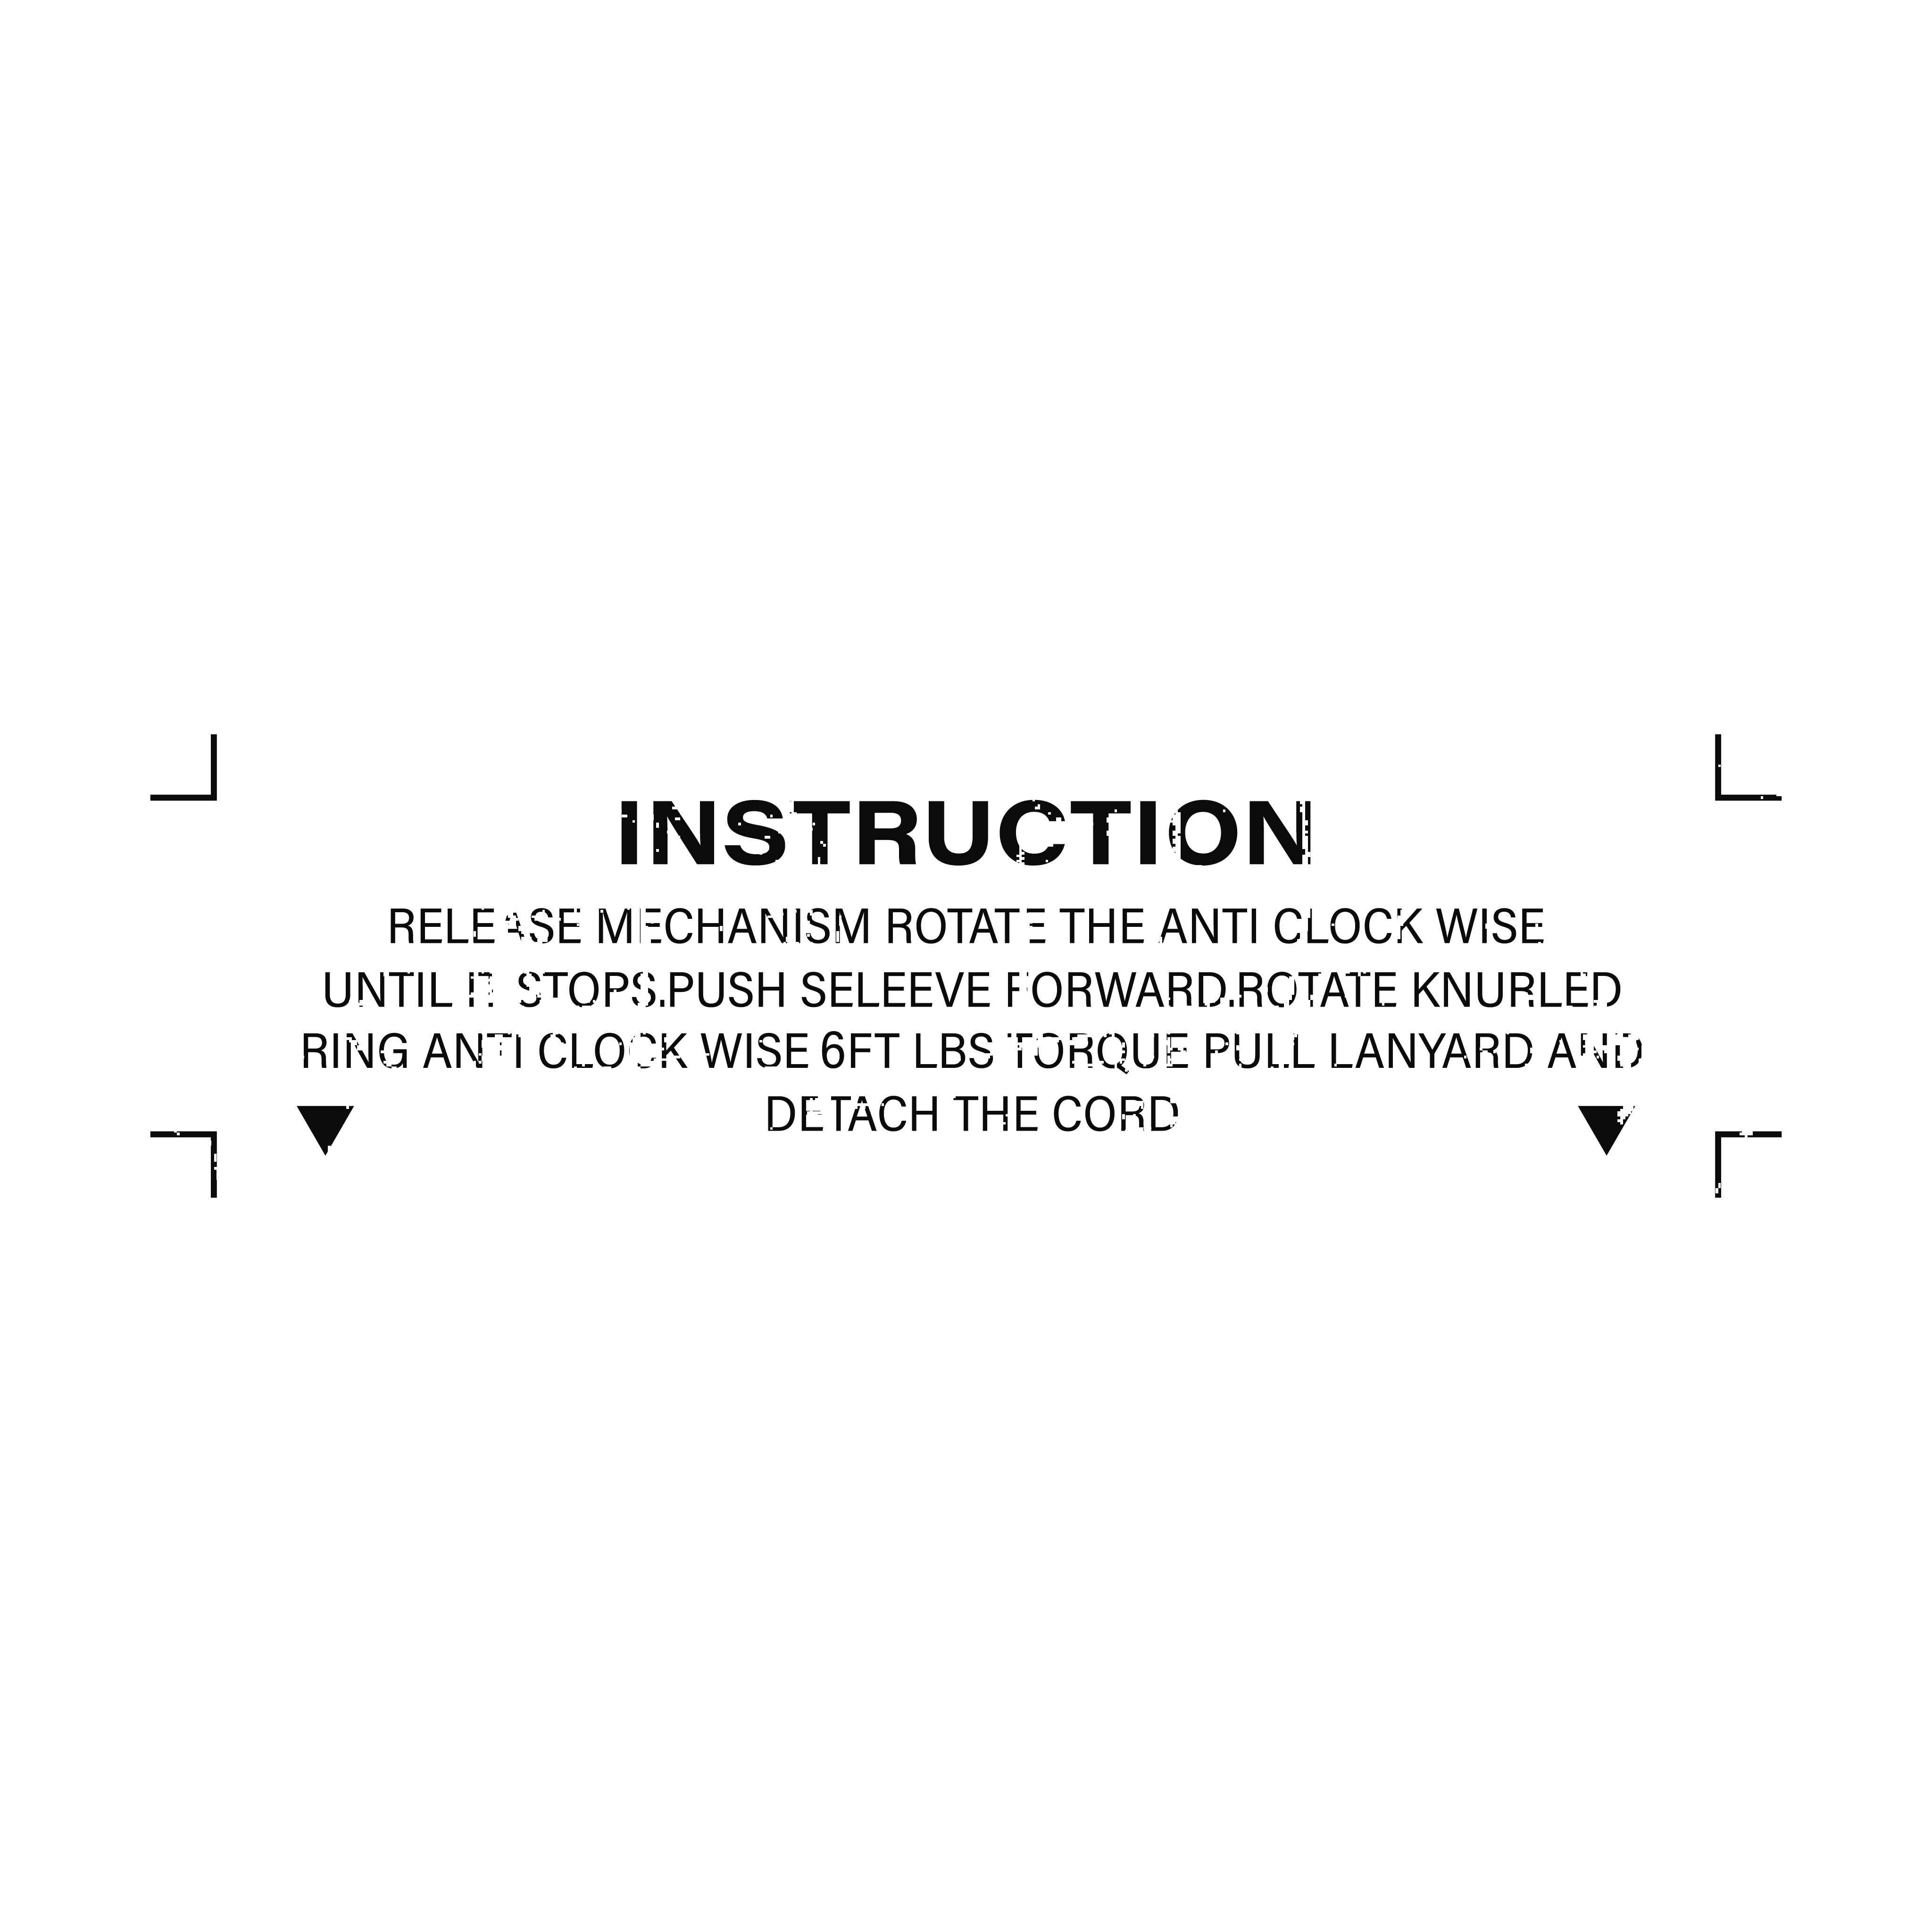 INSTRUCTION
RELEASE MECHANISM ROTATE THE ANTI CLOCK WISE
UNTIL IT STOPS.PUSH SELEEVE FORWARD.ROTATE KNURLED
RING ANTI CLOCK WISE 6FT LBS TORQUE PULL LANYARD AND
DETACH THE CORD